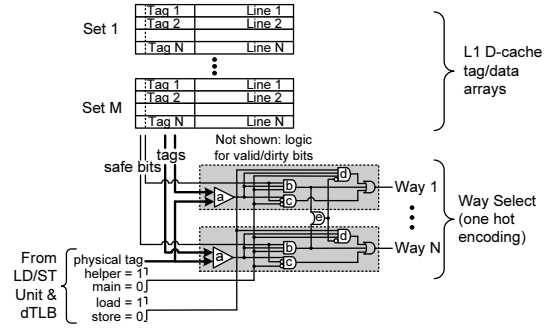 Set 1
Tag 1 Line 1
Tag 2 Line 2
Tag N Line N
Set M
Tag 1 Line 1
Tag 2 Line 2
Tag N Line N
L1 D-cache
tag/data
arrays
safe bits
tags
Not shown: logic
for valid/dirty bits
a
b
c
d
Way 1
e
a
b
c
d
Way N
Way Select
(one hot
encoding)
From
LD/ST
Unit &
dTLB
physical tag
helper = 1
main = 0
load = 1
store = 0